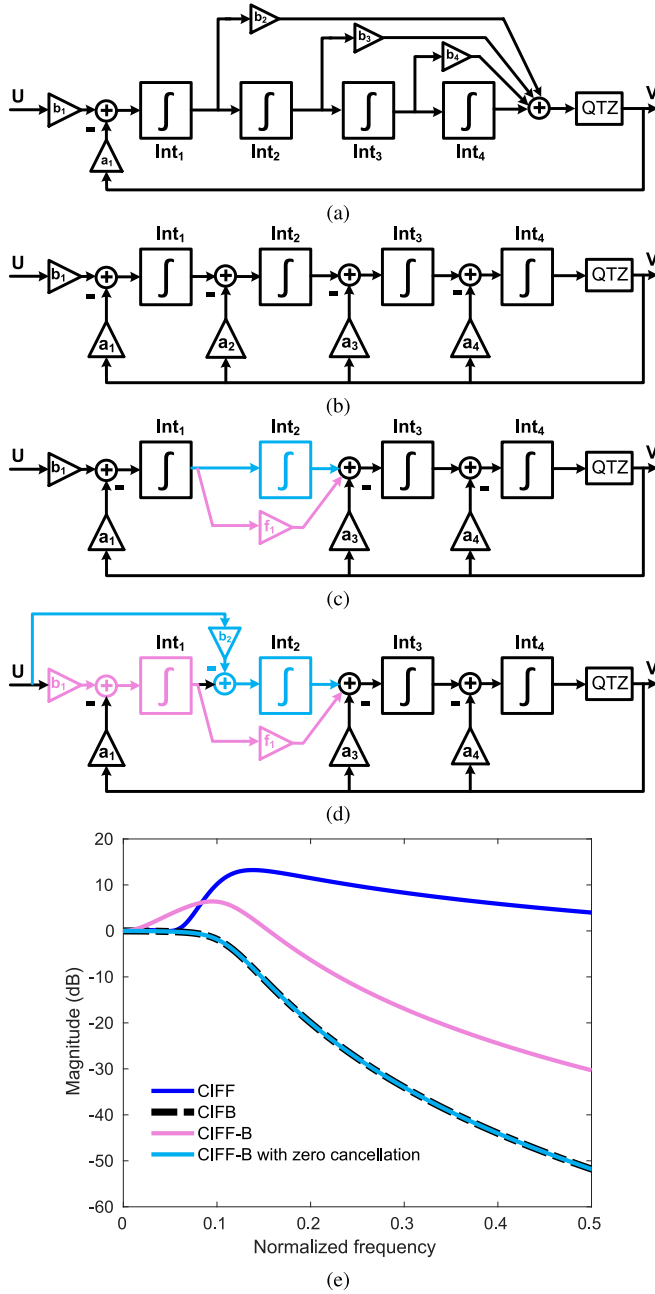 b₂
b₃
b₄
U
b₁
+
∫
∫
∫
∫
+
QTZ
V
−
Int₁
Int₂
Int₃
Int₄
a₁
(a)
Int₁
Int₂
Int₃
Int₄
U
b₁
+
∫
+
∫
+
∫
+
∫
QTZ
V
−
−
−
−
a₁
a₂
a₃
a₄
(b)
Int₁
Int₂
Int₃
Int₄
U
b₁
+
∫
∫
+
∫
+
∫
QTZ
V
−
−
−
f₁
a₁
a₃
a₄
(c)
b₂
Int₁
Int₂
Int₃
Int₄
U
b₁
+
∫
−
+
∫
+
∫
+
∫
QTZ
V
−
−
−
f₁
a₁
a₃
a₄
(d)
20
10
0
-10
-20
-30
-40
-50
-60
Magnitude (dB)
CIFF
CIFB
CIFF-B
CIFF-B with zero cancellation
0
0.1
0.2
0.3
0.4
0.5
Normalized frequency
(e)